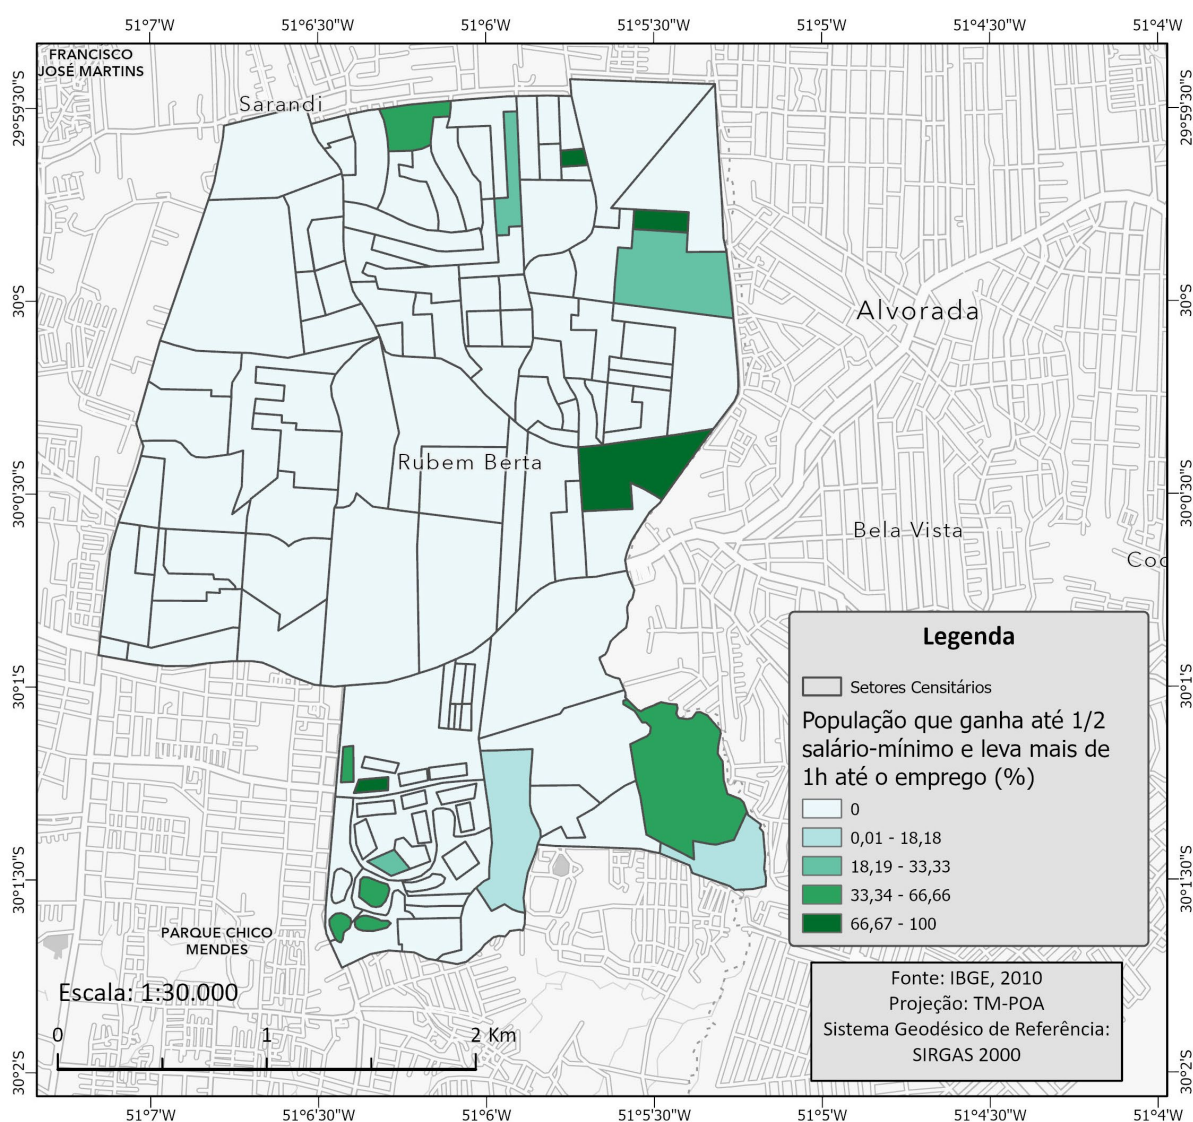 51°7'W 51°6'30"W 51°6'W 51°5'30"W 51°5'W 51°4'30"W 51°4'W
FRANCISCO
JOSÉ MARTINS
Sarandi
29°59'30"S 29°59'30"S
30°S 30°S
Alvorada
Rubem Berta
30°0'30"S 30°0'30"S
Bela Vista
Coc
Legenda
30°1'S 30°1'S
Setores Censitários
População que ganha até 1/2
salário-mínimo e leva mais de
1h até o emprego (%)
0
0,01 - 18,18
18,19 - 33,33
33,34 - 66,66
66,67 - 100
30°1'30"S 30°1'30"S
PARQUE CHICO
MENDES
Escala: 1:30.000
0 1 2 Km
Fonte: IBGE, 2010
Projeção: TM-POA
Sistema Geodésico de Referência:
SIRGAS 2000
30°2'S 30°2'S
51°7'W 51°6'30"W 51°6'W 51°5'30"W 51°5'W 51°4'30"W 51°4'W